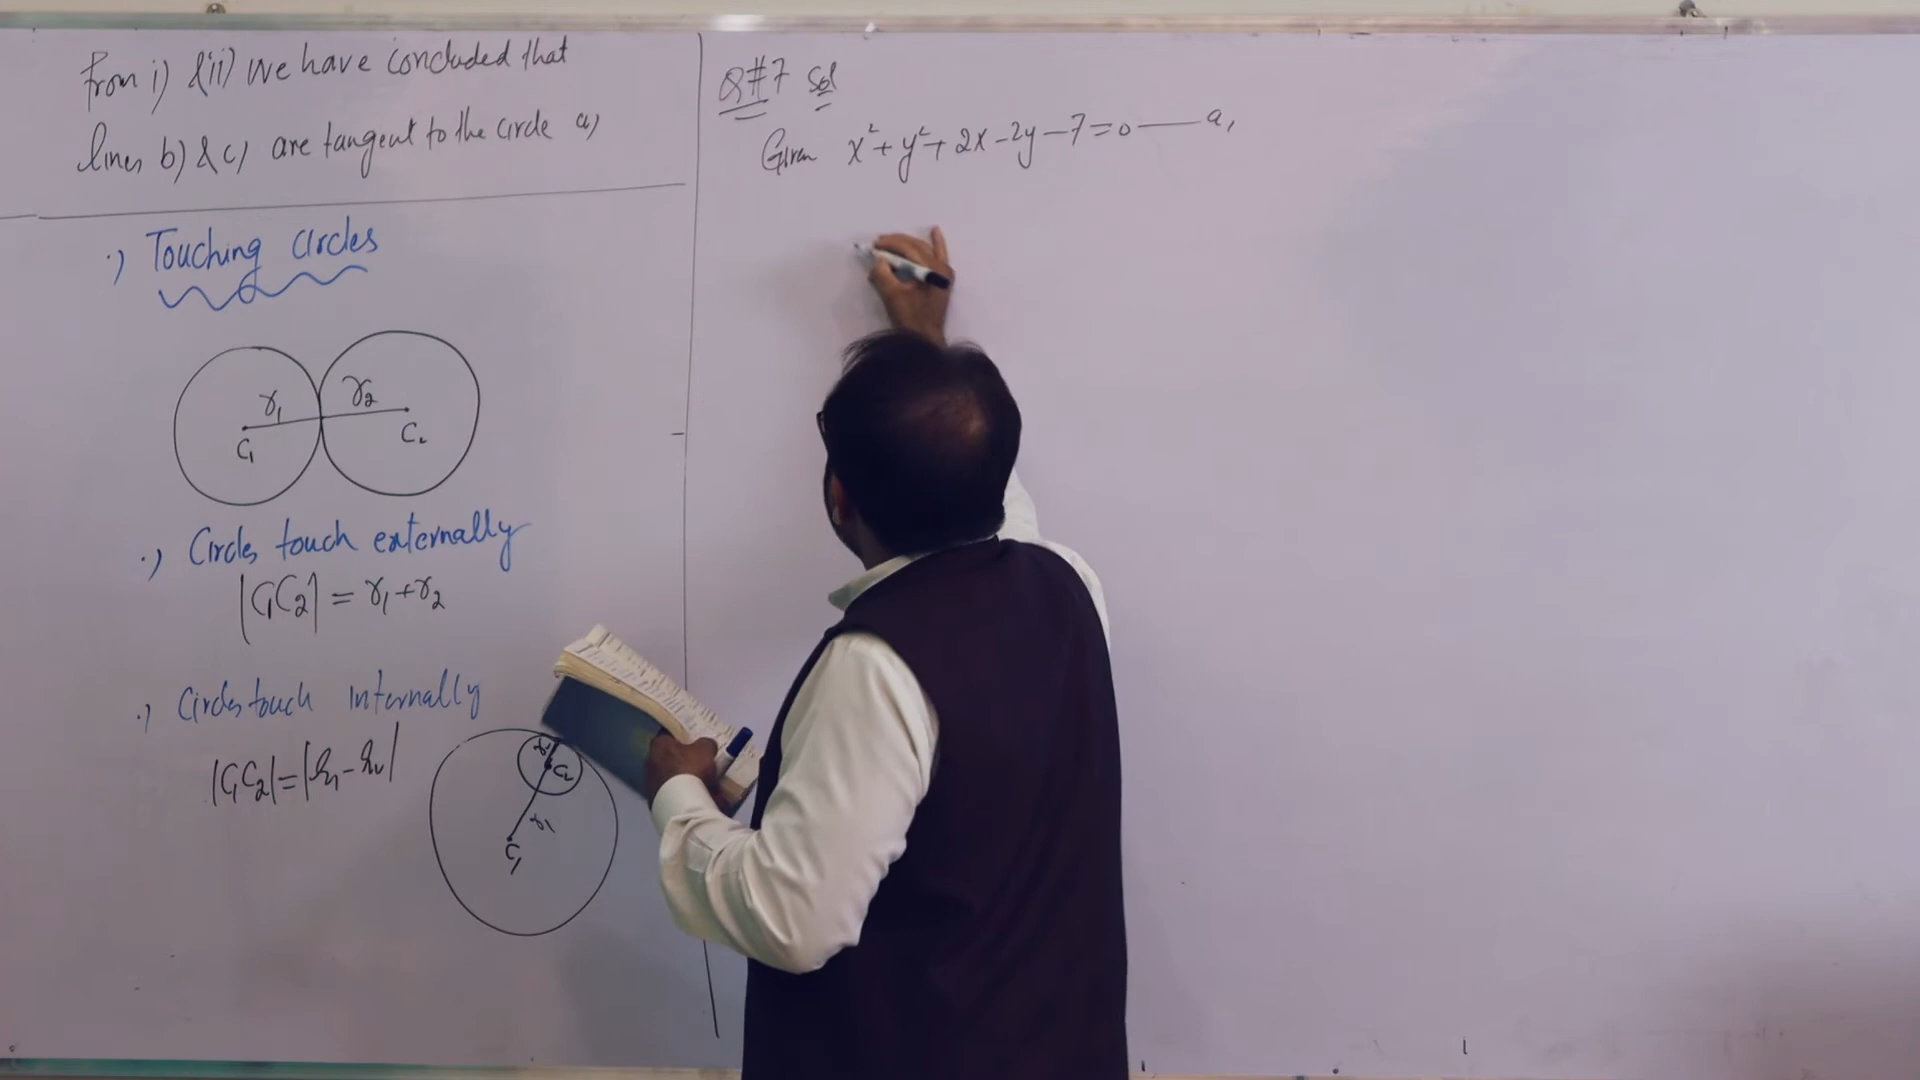 from i) & ii) we have concluded that
lines b) & c) are tangent to the circle a)
·) Touching circles
r₁ r₂
C₁ C₂
·) Circles touch externally
|C₁C₂| = r₁ + r₂
·) Circles touch internally
|C₁C₂| = |r₁ - r₂|
r₂
C₂
r₁
C₁
Q#7 Sol
Given x² + y² + 2x - 2y - 7 = 0 — a,